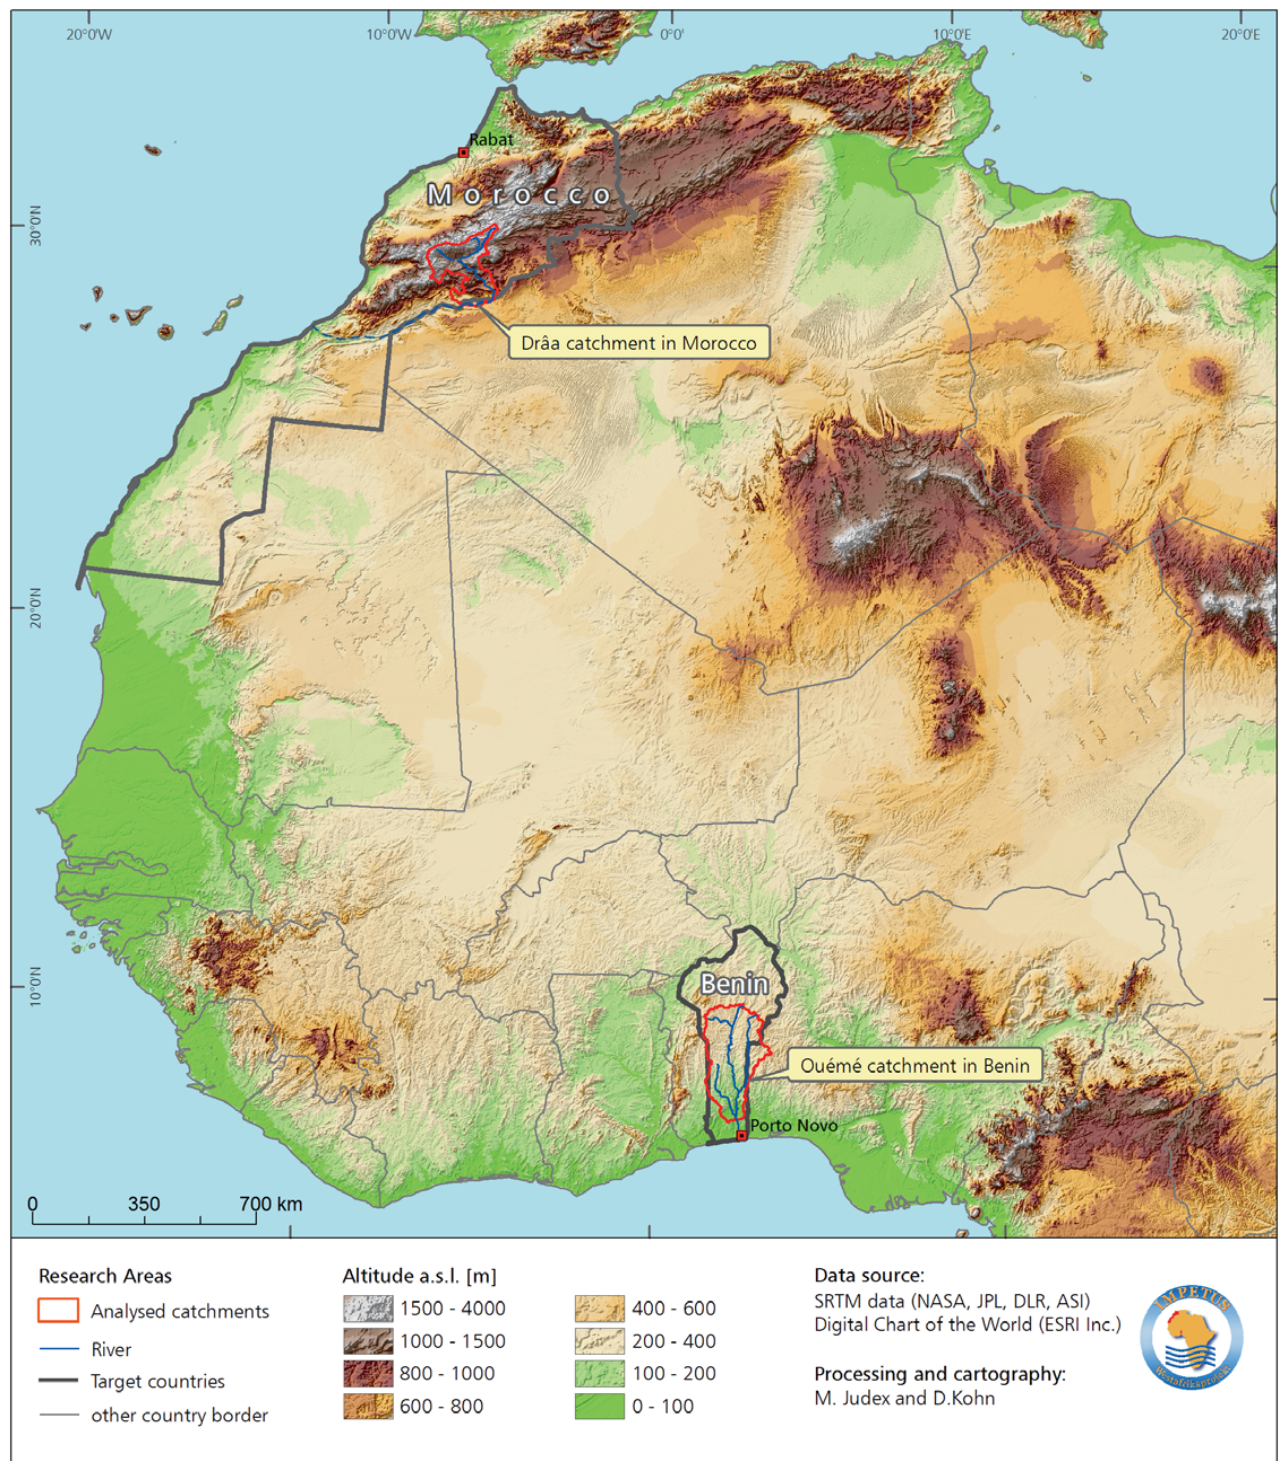 20°0'W
10°0'W
0°0'
10°0'E
20°0'E
30°0'N
20°0'N
10°0'N
Rabat
Morocco
Drâa catchment in Morocco
Benin
Ouémé catchment in Benin
Porto Novo
0 350 700 km
Research Areas
Analysed catchments
River
Target countries
other country border
Altitude a.s.l. [m]
1500 - 4000
1000 - 1500
800 - 1000
600 - 800
400 - 600
200 - 400
100 - 200
0 - 100
Data source:
SRTM data (NASA, JPL, DLR, ASI)
Digital Chart of the World (ESRI Inc.)
Processing and cartography:
M. Judex and D.Kohn
IMPETUS
Westafrikaprojekt